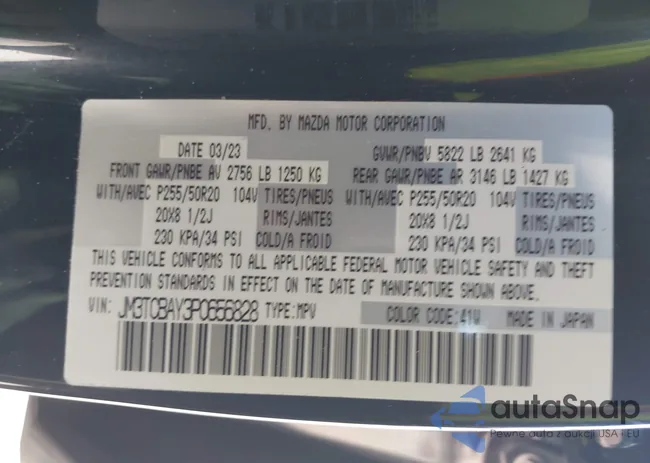 MFD. BY MAZDA MOTOR CORPORATION
DATE 03/23 GVWR/PNBV 5822 LB 2641 KG
FRONT GAWR/PNBE AV 2756 LB 1250 KG REAR GAWR/PNBE AR 3146 LB 1427 KG
WITH/AVEC P255/50R20 104V TIRES/PNEUS WITH/AVEC P255/50R20 104V TIRES/PNEUS
20X8 1/2J RIMS/JANTES 20X8 1/2J RIMS/JANTES
230 KPA/34 PSI COLD/A FROID 230 KPA/34 PSI COLD/A FROID
THIS VEHICLE CONFORMS TO ALL APPLICABLE FEDERAL MOTOR VEHICLE SAFETY AND THEFT
PREVENTION STANDARDS IN EFFECT ON THE DATE OF MANUFACTURE SHOWN ABOVE.
VIN: JM3TCBAY3P0656828 TYPE:MPV COLOR CODE:41W MADE IN JAPAN
autaSnap
Pewne auta z aukcji USA i EU